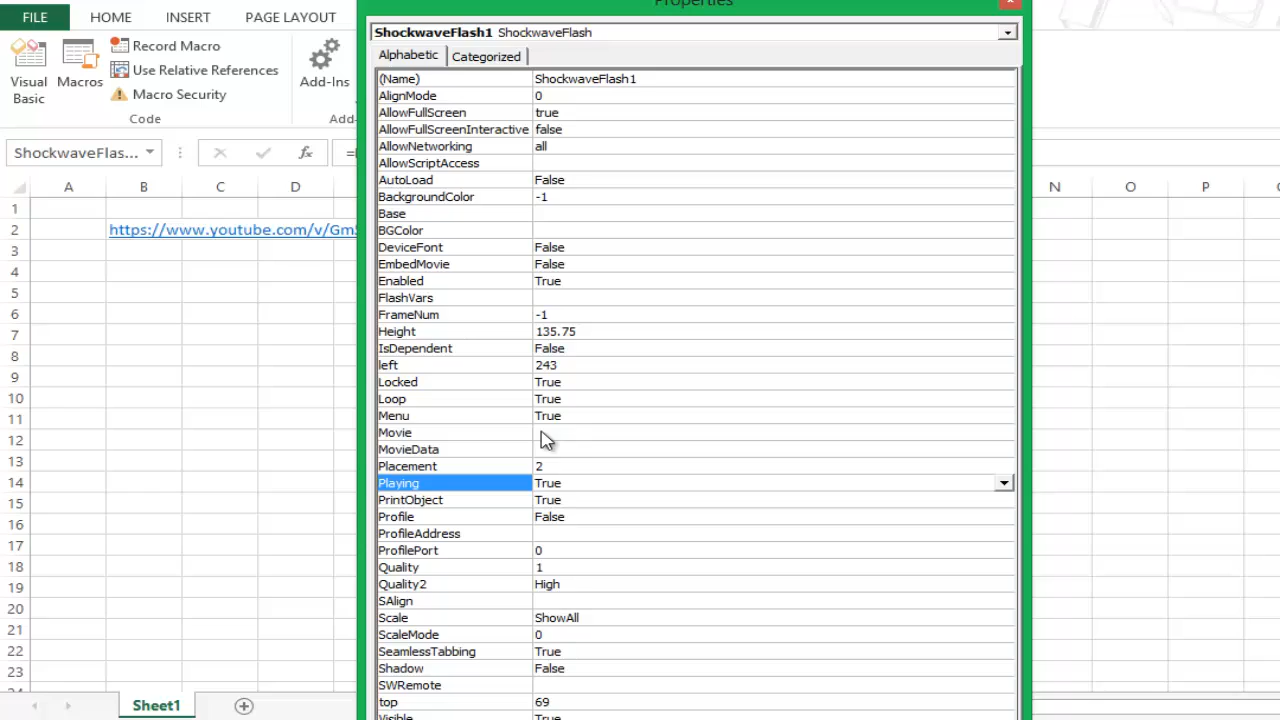 Properties
FILE HOME INSERT PAGE LAYOUT
ShockwaveFlash1 ShockwaveFlash
Visual Basic
Macros
Record Macro
Use Relative References
Macro Security
Code
Add-Ins
Add-
ShockwaveFlas... fx =
Alphabetic Categorized
(Name) ShockwaveFlash1
AlignMode 0
AllowFullScreen true
AllowFullScreenInteractive false
AllowNetworking all
AllowScriptAccess
AutoLoad False
BackgroundColor -1
Base
BGColor
DeviceFont False
EmbedMovie False
Enabled True
FlashVars
FrameNum -1
Height 135.75
IsDependent False
left 243
Locked True
Loop True
Menu True
Movie
MovieData
Placement 2
Playing True
PrintObject True
Profile False
ProfileAddress
ProfilePort 0
Quality 1
Quality2 High
SAlign
Scale ShowAll
ScaleMode 0
SeamlessTabbing True
Shadow False
SWRemote
top 69
Visible True
A B C D N O P
1
2 https://www.youtube.com/v/Gm
3
4
5
6
7
8
9
10
11
12
13
14
15
16
17
18
19
20
21
22
23
Sheet1